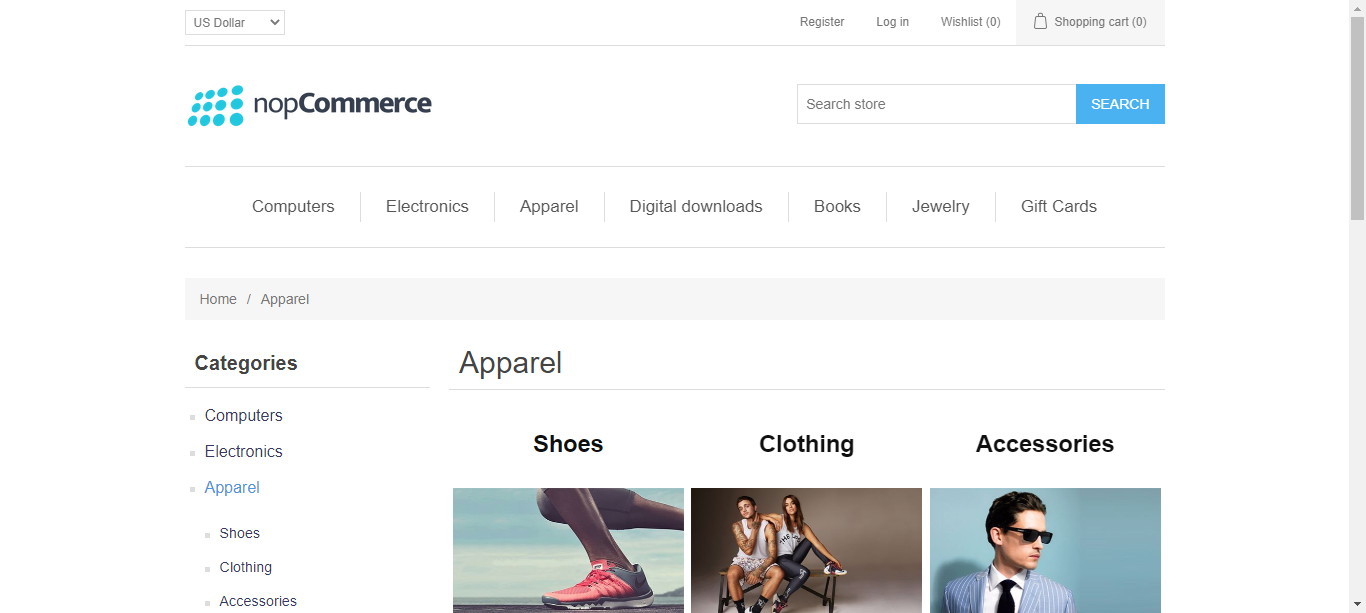 US Dollar
Register
Log in
Wishlist (0)
Shopping cart (0)
nopCommerce
Search store
SEARCH
Computers
Electronics
Apparel
Digital downloads
Books
Jewelry
Gift Cards
Home / Apparel
Categories
Computers
Electronics
Apparel
Shoes
Clothing
Accessories
Apparel
Shoes
Clothing
Accessories